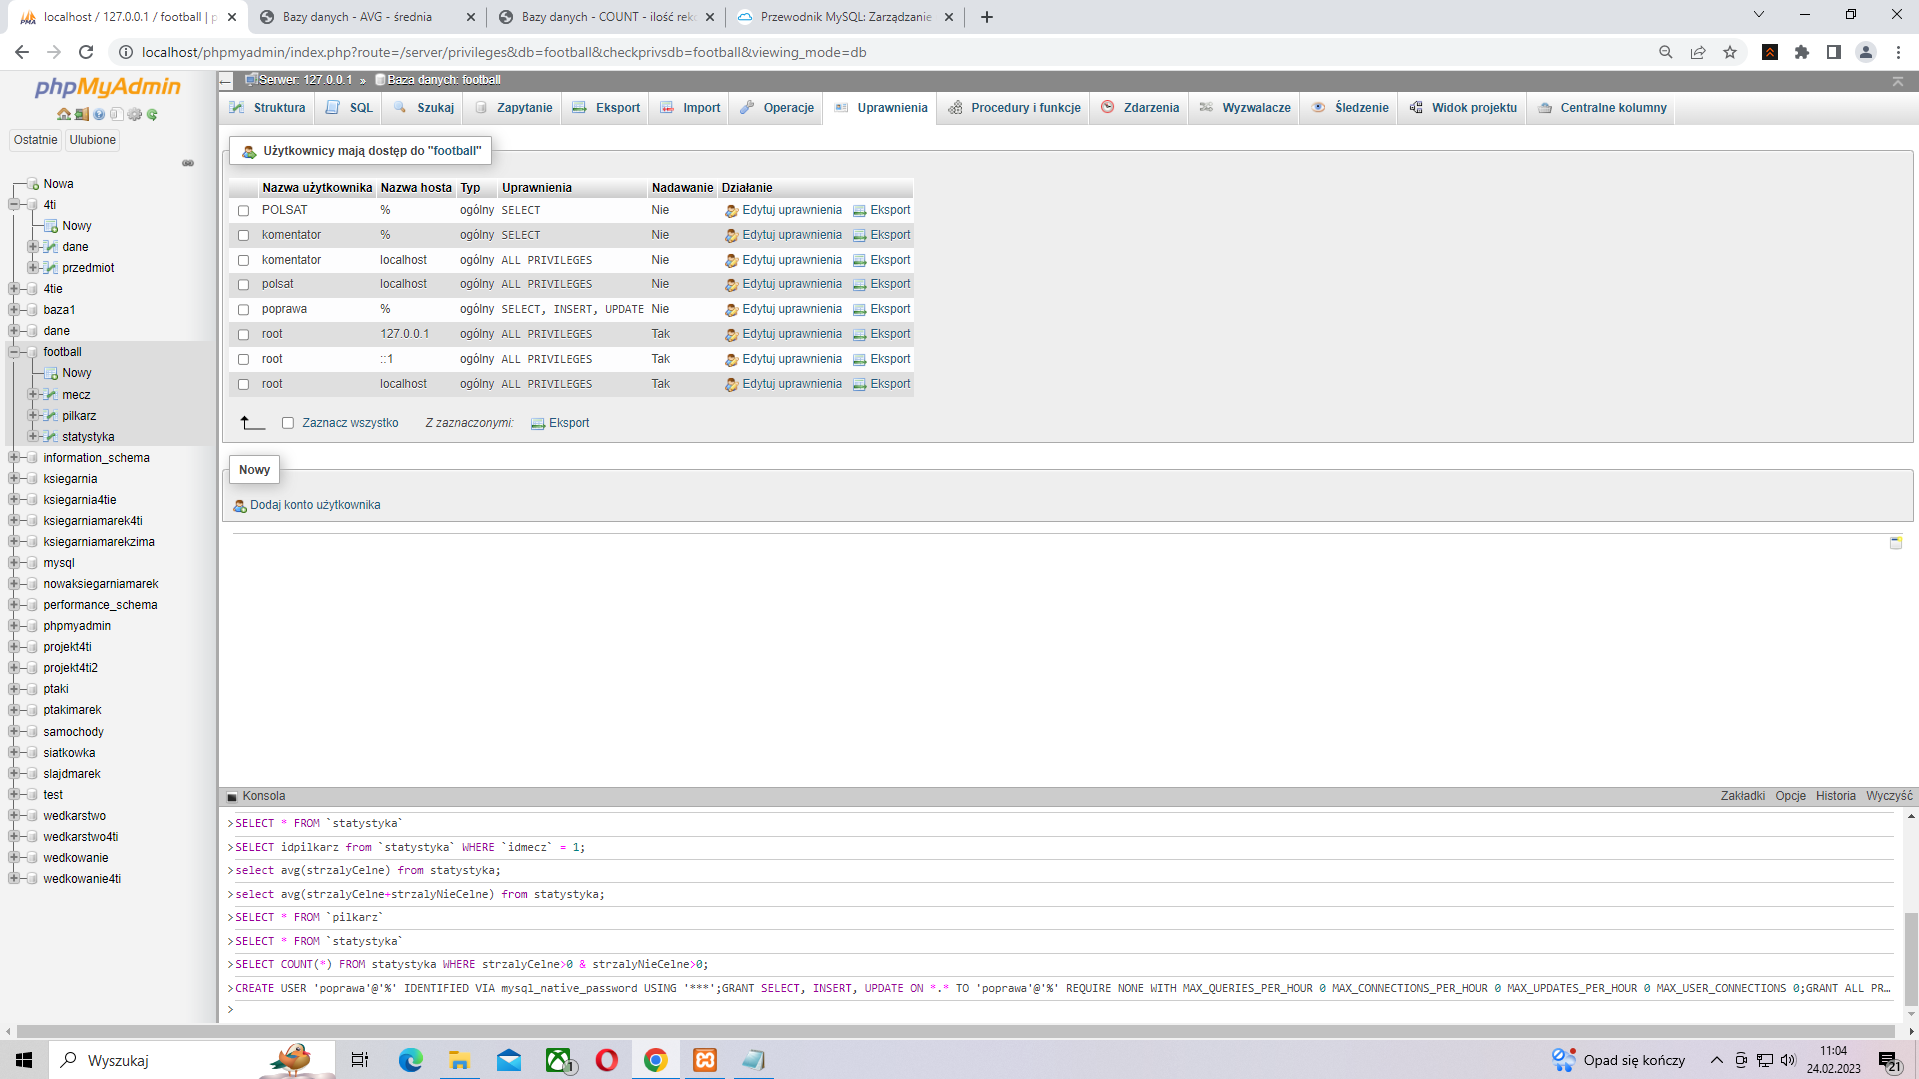 localhost / 127.0.0.1 / football | p
Bazy danych - AVG - średnia
Bazy danych - COUNT - ilość rek
Przewodnik MySQL: Zarządzanie
localhost/phpmyadmin/index.php?route=/server/privileges&db=football&checkprivsdb=football&viewing_mode=db
phpMyAdmin
Ostatnie
Ulubione
Nowa
4ti
Nowy
dane
przedmiot
4tie
baza1
dane
football
Nowy
mecz
pilkarz
statystyka
information_schema
ksiegarnia
ksiegarnia4tie
ksiegarniamarek4ti
ksiegarniamarekzima
mysql
nowaksiegarniamarek
performance_schema
phpmyadmin
projekt4ti
projekt4ti2
ptaki
ptakimarek
samochody
siatkowka
slajdmarek
test
wedkarstwo
wedkarstwo4ti
wedkowanie
wedkowanie4ti
Serwer: 127.0.0.1 » Baza danych: football
Struktura SQL Szukaj Zapytanie Eksport Import Operacje Uprawnienia Procedury i funkcje Zdarzenia Wyzwalacze Śledzenie Widok projektu Centralne kolumny
Użytkownicy mają dostęp do "football"
Nazwa użytkownika Nazwa hosta Typ Uprawnienia Nadawanie Działanie
POLSAT % ogólny SELECT Nie Edytuj uprawnienia Eksport
komentator % ogólny SELECT Nie Edytuj uprawnienia Eksport
komentator localhost ogólny ALL PRIVILEGES Nie Edytuj uprawnienia Eksport
polsat localhost ogólny ALL PRIVILEGES Nie Edytuj uprawnienia Eksport
poprawa % ogólny SELECT, INSERT, UPDATE Nie Edytuj uprawnienia Eksport
root 127.0.0.1 ogólny ALL PRIVILEGES Tak Edytuj uprawnienia Eksport
root ::1 ogólny ALL PRIVILEGES Tak Edytuj uprawnienia Eksport
root localhost ogólny ALL PRIVILEGES Tak Edytuj uprawnienia Eksport
Zaznacz wszystko Z zaznaczonymi: Eksport
Nowy
Dodaj konto użytkownika
Konsola
Zakładki Opcje Historia Wyczyść
>SELECT * FROM `statystyka`
>SELECT idpilkarz from `statystyka` WHERE `idmecz` = 1;
>select avg(strzalyCelne) from statystyka;
>select avg(strzalyCelne+strzalyNieCelne) from statystyka;
>SELECT * FROM `pilkarz`
>SELECT * FROM `statystyka`
>SELECT COUNT(*) FROM statystyka WHERE strzalyCelne>0 & strzalyNieCelne>0;
>CREATE USER 'poprawa'@'%' IDENTIFIED VIA mysql_native_password USING '***';GRANT SELECT, INSERT, UPDATE ON *.* TO 'poprawa'@'%' REQUIRE NONE WITH MAX_QUERIES_PER_HOUR 0 MAX_CONNECTIONS_PER_HOUR 0 MAX_UPDATES_PER_HOUR 0 MAX_USER_CONNECTIONS 0;GRANT ALL PR…
>
Wyszukaj
1
Opad się kończy
11:04
24.02.2023
21